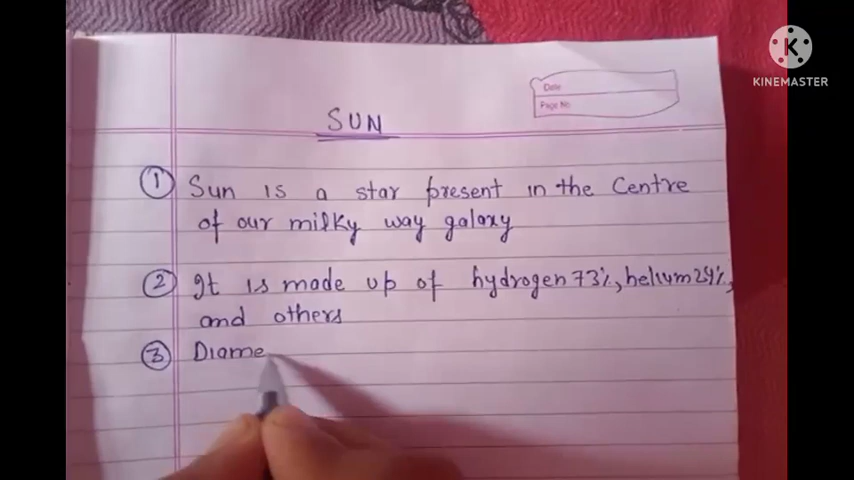 KINEMASTER
Date
Page No
SUN
1 Sun is a star present in the Centre
of our milky way galaxy
2 It is made up of hydrogen 73%, helium 25%,
and others
3 Diame